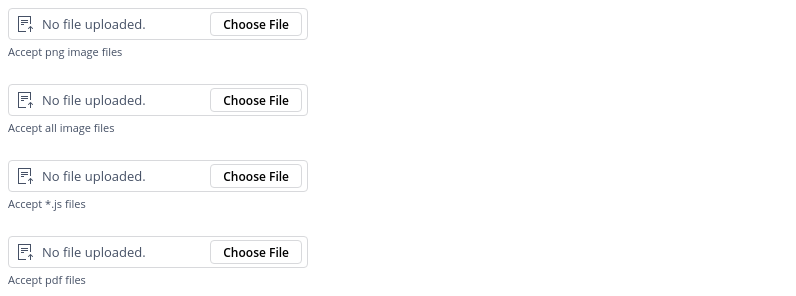 No file uploaded. Choose File
Accept png image files
No file uploaded. Choose File
Accept all image files
No file uploaded. Choose File
Accept *.js files
No file uploaded. Choose File
Accept pdf files